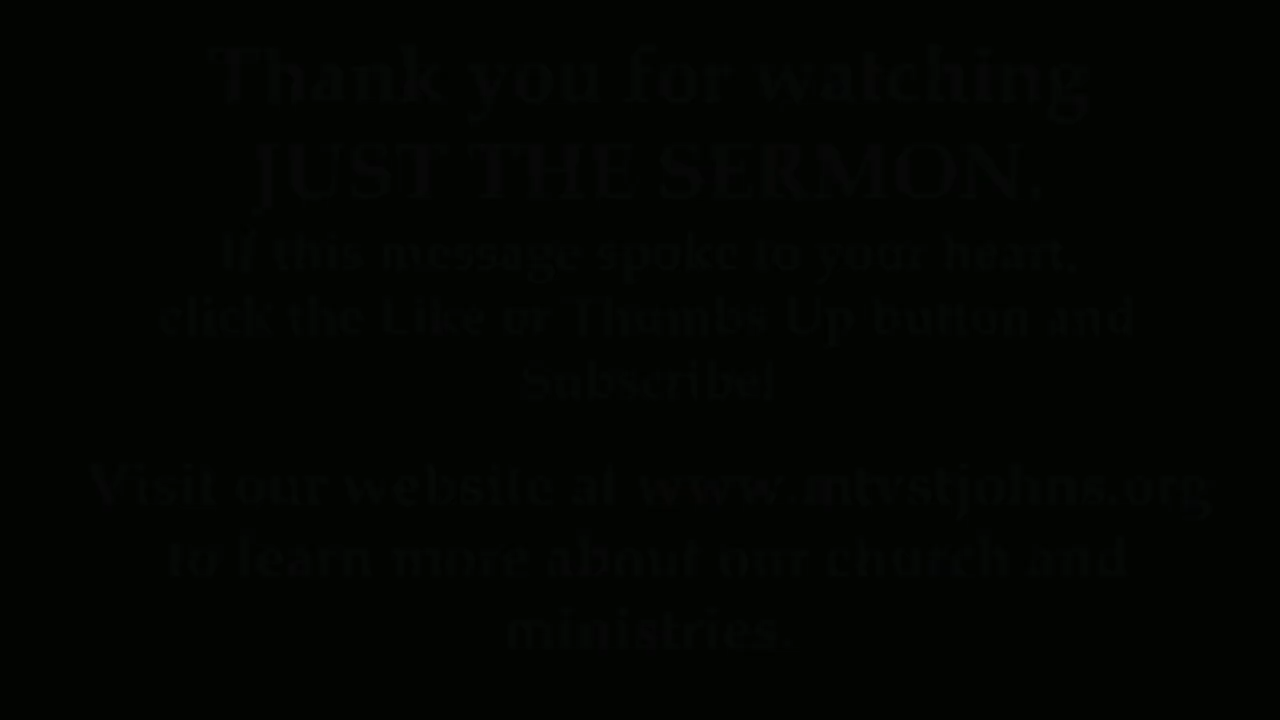 Thank you for watching
JUST THE SERMON.
If this message spoke to your heart,
click the Like or Thumbs Up button and
Subscribe!
Visit our website at www.mtvstjohns.org
to learn more about our church and
ministries.